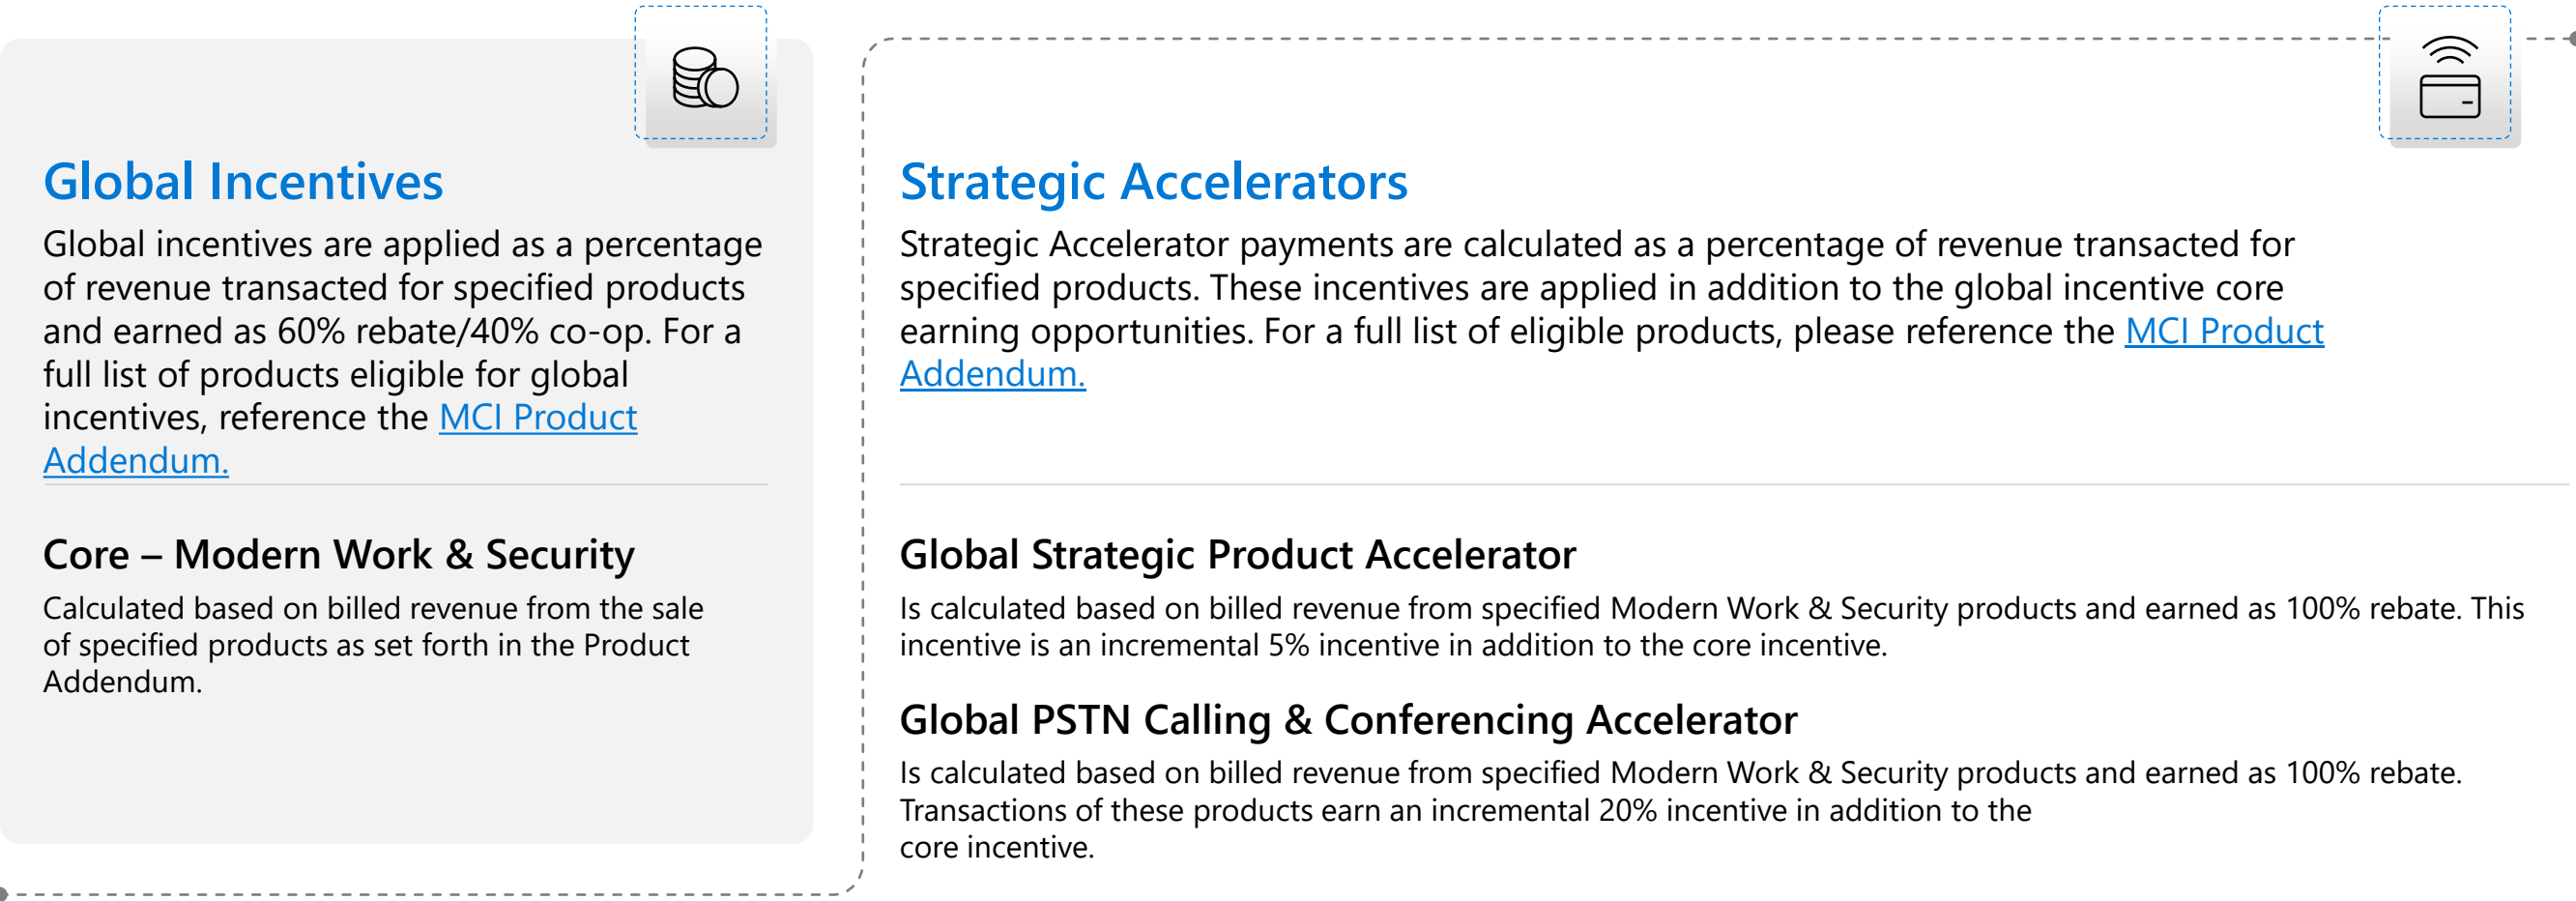 Global Incentives
Global incentives are applied as a percentage
of revenue transacted for specified products
and earned as 60% rebate/40% co-op. For a
full list of products eligible for global
incentives, reference the MCI Product
Addendum.
Core – Modern Work & Security
Calculated based on billed revenue from the sale
of specified products as set forth in the Product
Addendum.
Strategic Accelerators
Strategic Accelerator payments are calculated as a percentage of revenue transacted for
specified products. These incentives are applied in addition to the global incentive core
earning opportunities. For a full list of eligible products, please reference the MCI Product
Addendum.
Global Strategic Product Accelerator
Is calculated based on billed revenue from specified Modern Work & Security products and earned as 100% rebate. This
incentive is an incremental 5% incentive in addition to the core incentive.
Global PSTN Calling & Conferencing Accelerator
Is calculated based on billed revenue from specified Modern Work & Security products and earned as 100% rebate.
Transactions of these products earn an incremental 20% incentive in addition to the
core incentive.